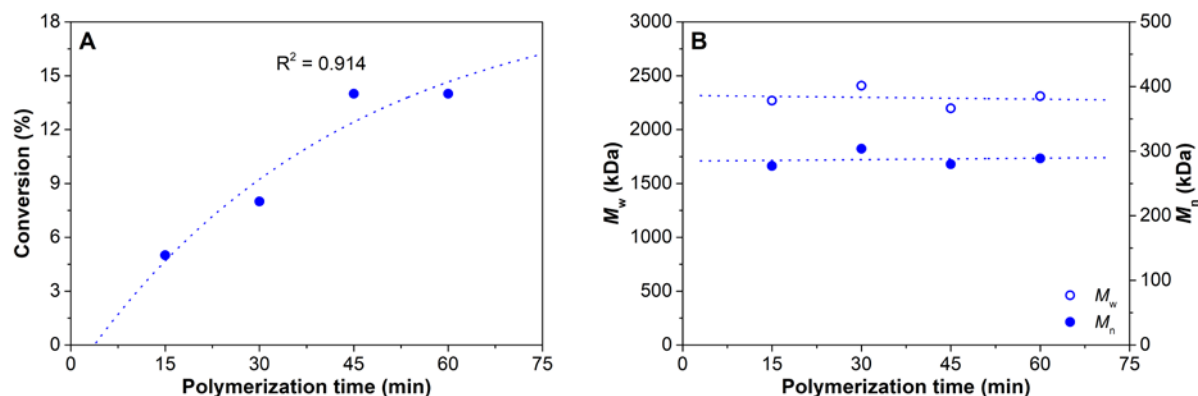 A
R² = 0.914
18
15
12
9
6
3
0
0 15 30 45 60 75
Conversion (%)
Polymerization time (min)
B
3000
2500
2000
1750
1500
1000
500
250
0
500
400
300
200
100
0
0 15 30 45 60 75
Mw (kDa)
Mn (kDa)
Mw
Mn
Polymerization time (min)